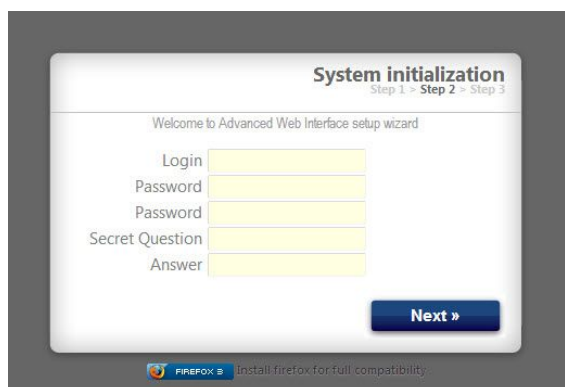 System initialization
Step 1 > Step 2 > Step 3
Welcome to Advanced Web Interface setup wizard
Login
Password
Password
Secret Question
Answer
Next »
FIREFOX 3 Install firefox for full compatibility.